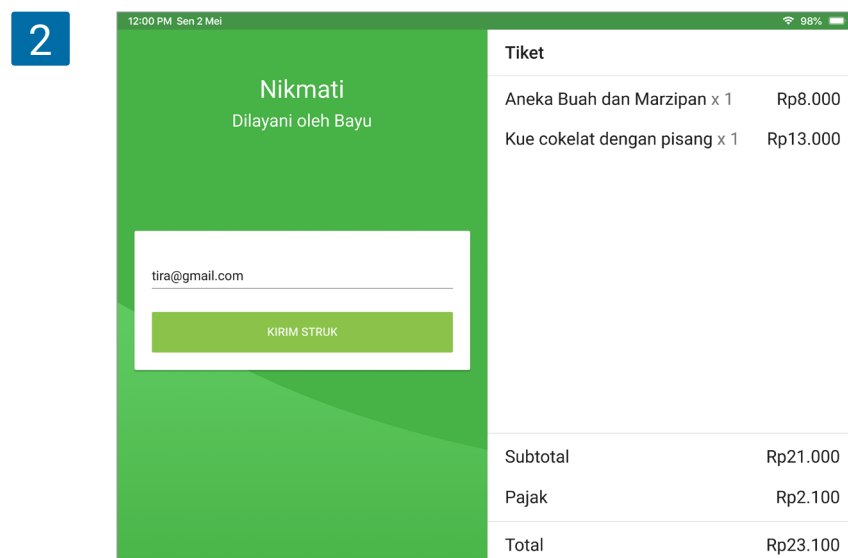 2
12:00 PM Sen 2 Mei
98%
Nikmati
Dilayani oleh Bayu
tira@gmail.com
KIRIM STRUK
Tiket
Aneka Buah dan Marzipan x 1 Rp8.000
Kue cokelat dengan pisang x 1 Rp13.000
Subtotal Rp21.000
Pajak Rp2.100
Total Rp23.100